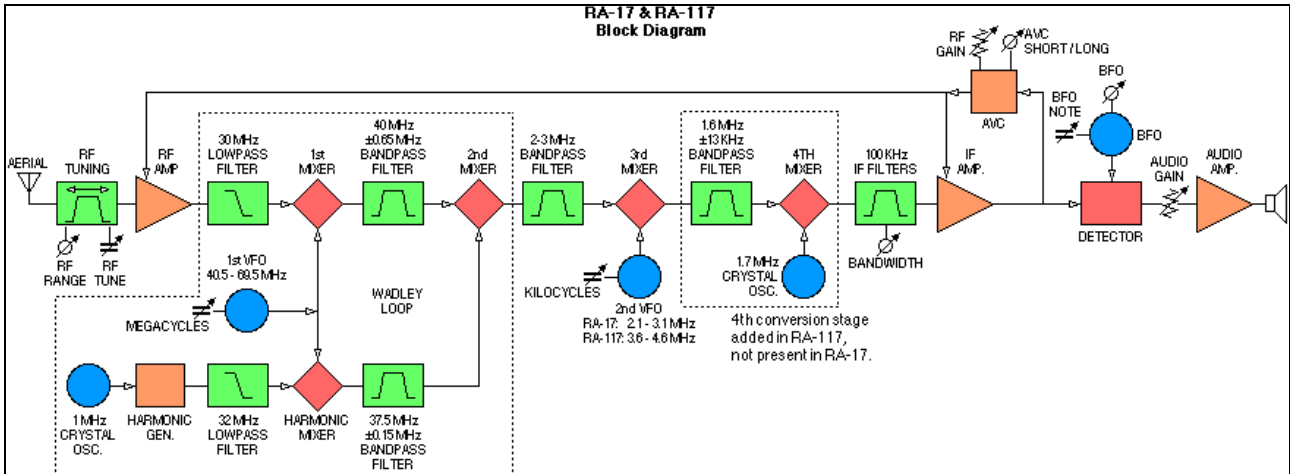 RA-17 & RA-117
Block Diagram
RF
GAIN
AVC
SHORT/LONG
AVC
BFO
BFO
NOTE
BFO
AERIAL
RF
TUNING
RF
AMP
30 MHz
LOWPASS
FILTER
1st
MIXER
40 MHz
±0.65 MHz
BANDPASS
FILTER
2nd
MIXER
2-3 MHz
BANDPASS
FILTER
3rd
MIXER
1.6 MHz
±13 KHz
BANDPASS
FILTER
4TH
MIXER
100 KHz
IF FILTERS
IF
AMP.
AUDIO
GAIN
AUDIO
AMP.
DETECTOR
RF
RANGE
RF
TUNE
1st VFO
40.5 - 69.5 MHz
MEGACYCLES
WADLEY
LOOP
KILOCYCLES
2nd VFO
RA-17: 2.1 - 3.1 MHz
RA-117: 3.6 - 4.6 MHz
1.7 MHz
CRYSTAL
OSC.
BANDWIDTH
4th conversion stage
added in RA-117,
not present in RA-17.
1 MHz
CRYSTAL
OSC.
HARMONIC
GEN.
32 MHz
LOWPASS
FILTER
HARMONIC
MIXER
37.5 MHz
±0.15 MHz
BANDPASS
FILTER